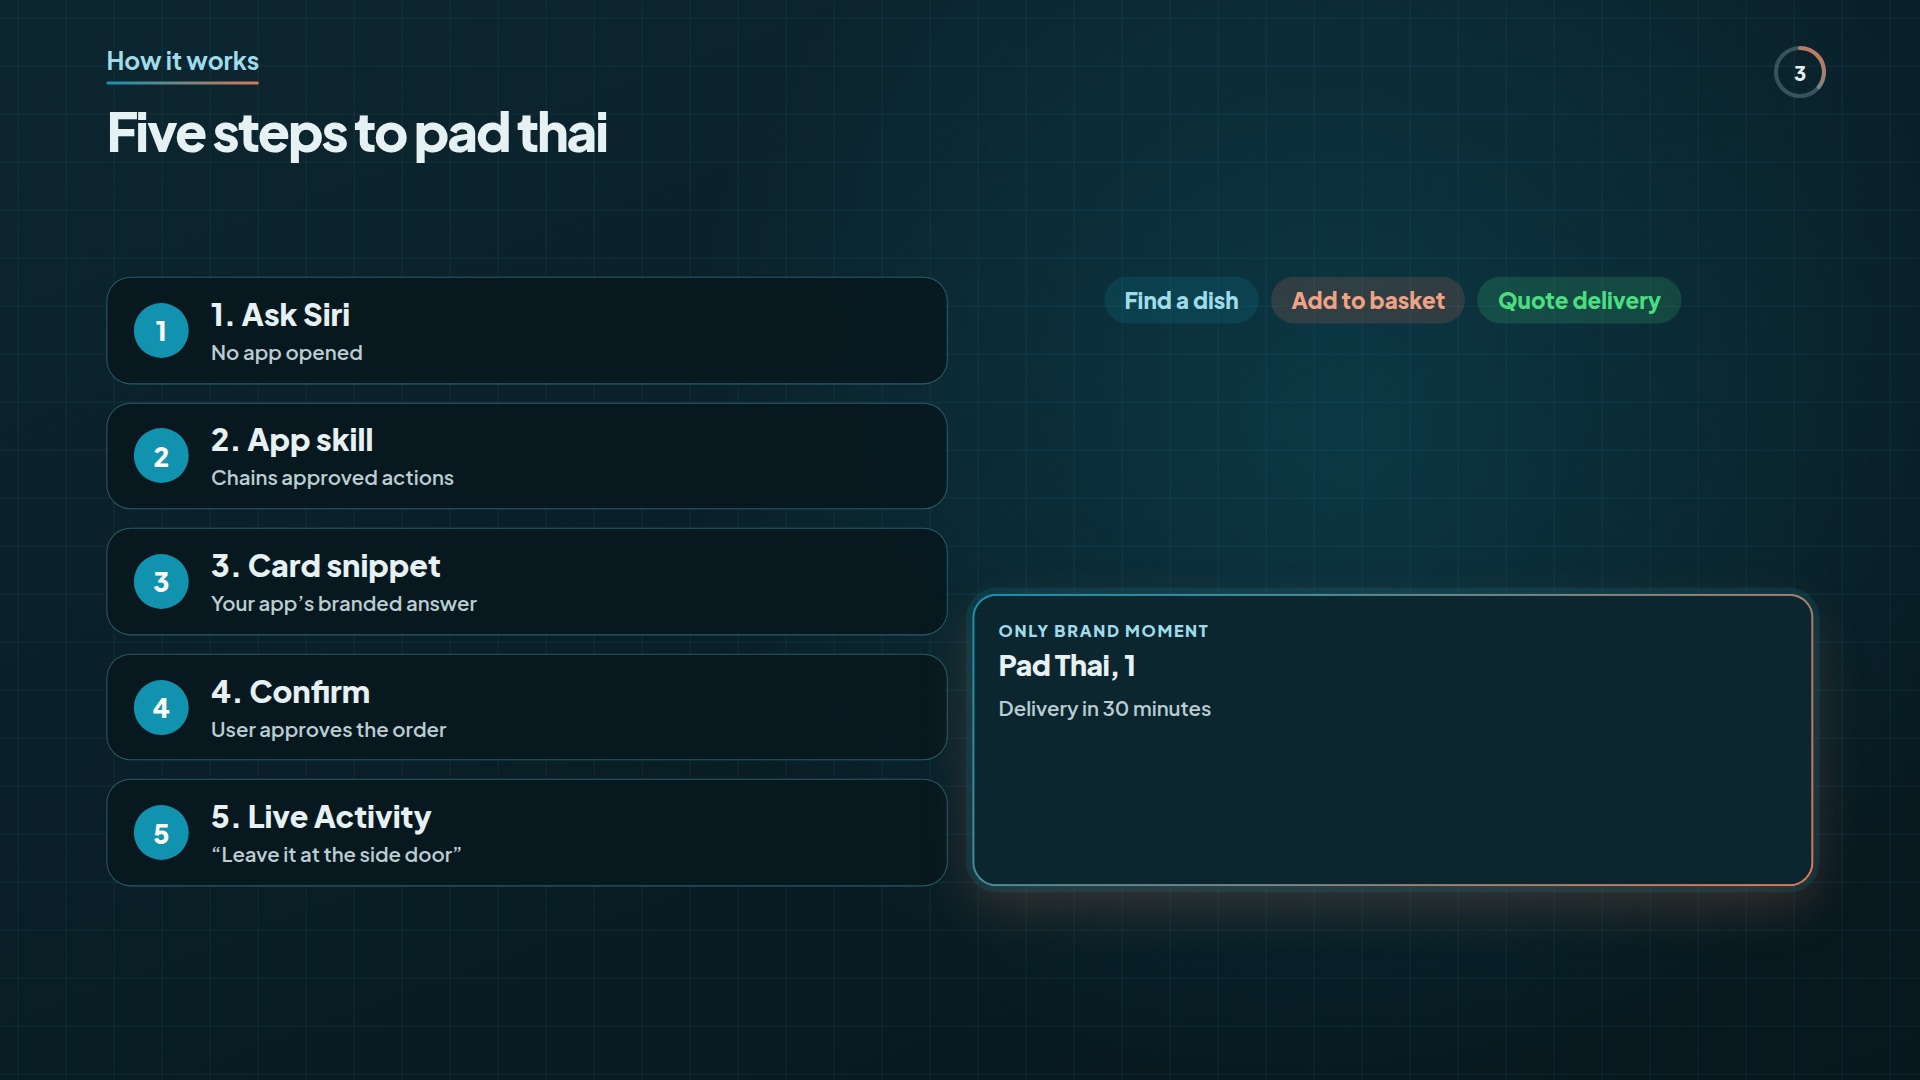 How it works
3
Five steps to pad thai
1
1. Ask Siri
No app opened
2
2. App skill
Chains approved actions
3
3. Card snippet
Your app’s branded answer
4
4. Confirm
User approves the order
5
5. Live Activity
“Leave it at the side door”
Find a dish
Add to basket
Quote delivery
ONLY BRAND MOMENT
Pad Thai, 1
Delivery in 30 minutes